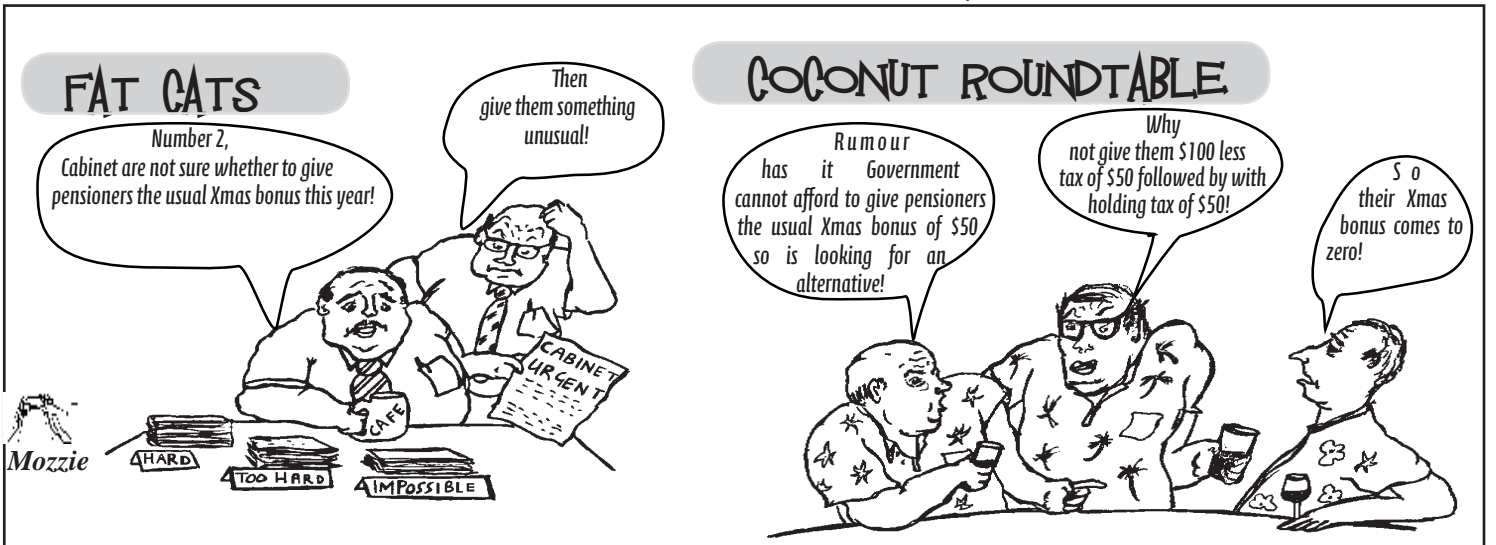 FAT CATS
Number 2,
Cabinet are not sure whether to give
pensioners the usual Xmas bonus this year!
Then
give them something
unusual!
CABINET
URGENT
CAFE
HARD
TOO HARD
IMPOSSIBLE
Mozzie
COCONUT ROUNDTABLE
Rumour
has it Government
cannot afford to give pensioners
the usual Xmas bonus of $50
so is looking for an
alternative!
Why
not give them $100 less
tax of $50 followed by with
holding tax of $50!
So
their Xmas
bonus comes to
zero!